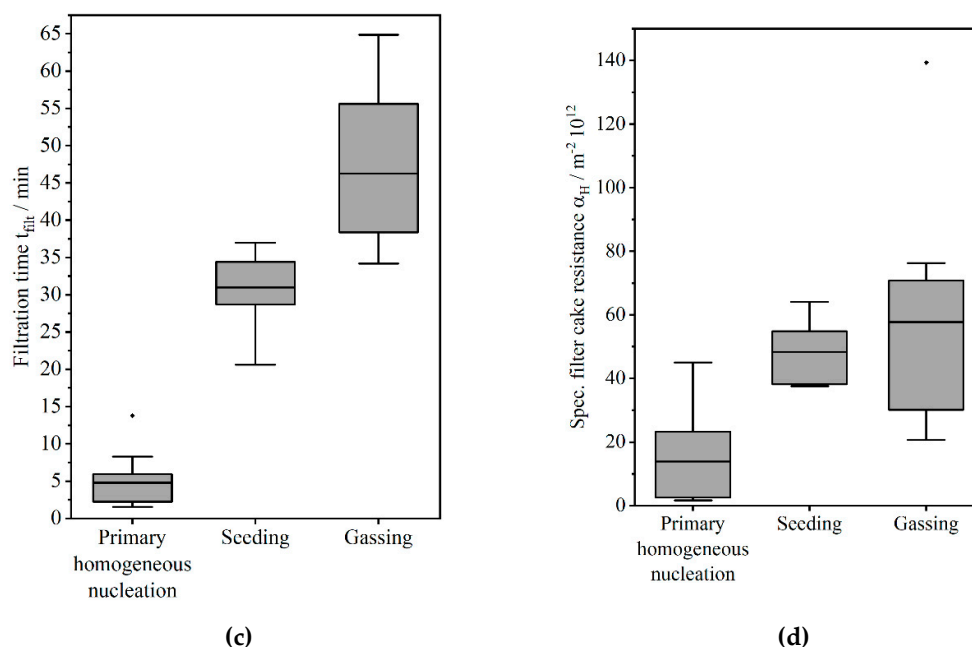 Filtration time t_filt / min
65
60
55
50
45
40
35
30
25
20
15
10
5
0
Primary
homogeneous
nucleation
Seeding
Gassing
(c)
Spec. filter cake resistance α_H / m⁻² 10¹²
140
120
100
80
60
40
20
0
Primary
homogeneous
nucleation
Seeding
Gassing
(d)